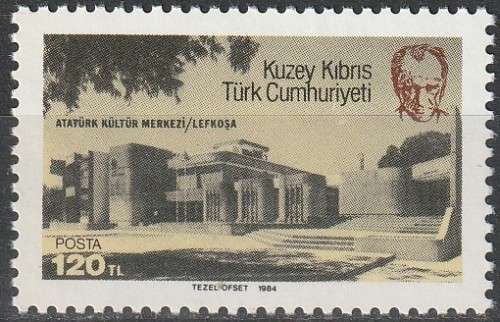 Kuzey Kıbrıs
Türk Cumhuriyeti
ATATÜRK KÜLTÜR MERKEZİ/LEFKOŞA
POSTA
120 TL
TEZEL OFSET 1984